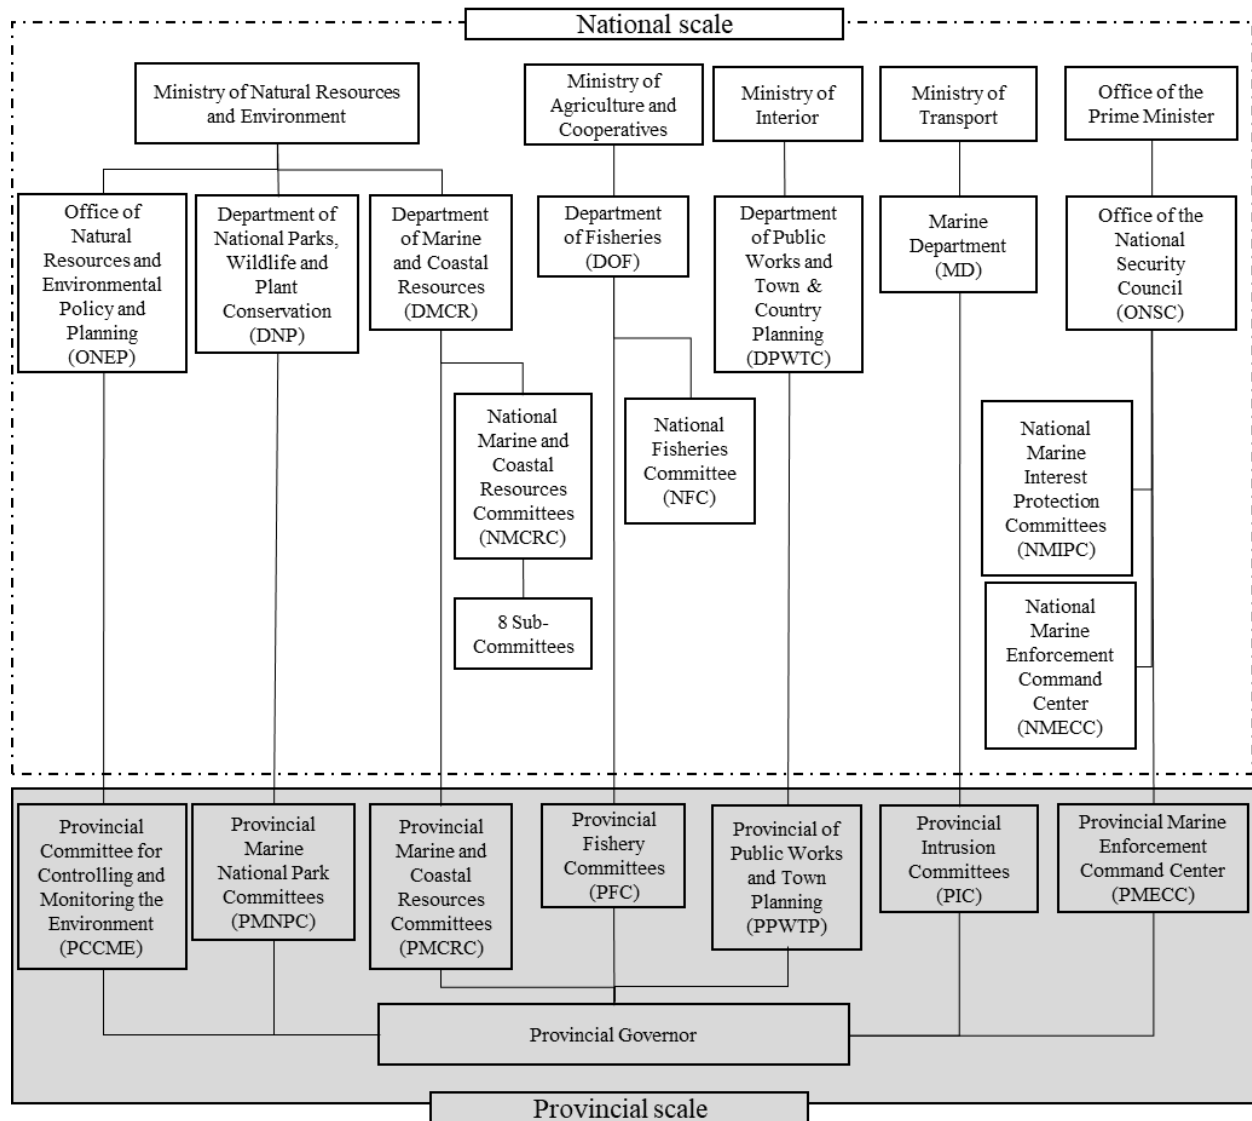 National scale
Ministry of Natural Resources
and Environment
Ministry of
Agriculture and
Cooperatives
Ministry of
Interior
Ministry of
Transport
Office of the
Prime Minister
Office of
Natural
Resources and
Environmental
Policy and
Planning
(ONEP)
Department of
National Parks,
Wildlife and
Plant
Conservation
(DNP)
Department
of Marine
and Coastal
Resources
(DMCR)
Department
of Fisheries
(DOF)
Department
of Public
Works and
Town &
Country
Planning
(DPWTC)
Marine
Department
(MD)
Office of the
National
Security
Council
(ONSC)
National
Marine and
Coastal
Resources
Committees
(NMCRC)
National
Fisheries
Committee
(NFC)
National
Marine
Interest
Protection
Committees
(NMIPC)
8 Sub-
Committees
National
Marine
Enforcement
Command
Center
(NMECC)
Provincial
Committee for
Controlling and
Monitoring the
Environment
(PCCME)
Provincial
Marine
National Park
Committees
(PMNPC)
Provincial
Marine and
Coastal
Resources
Committees
(PMCRC)
Provincial
Fishery
Committees
(PFC)
Provincial of
Public Works
and Town
Planning
(PPWTP)
Provincial
Intrusion
Committees
(PIC)
Provincial Marine
Enforcement
Command Center
(PMECC)
Provincial Governor
Provincial scale